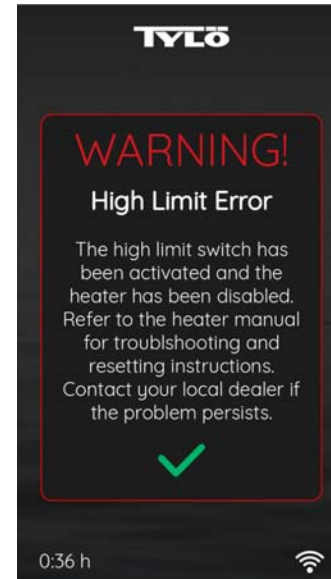 TYLÖ
WARNING!
High Limit Error
The high limit switch has
been activated and the
heater has been disabled.
Refer to the heater manual
for troublshooting and
resetting instructions.
Contact your local dealer if
the problem persists.
0:36 h